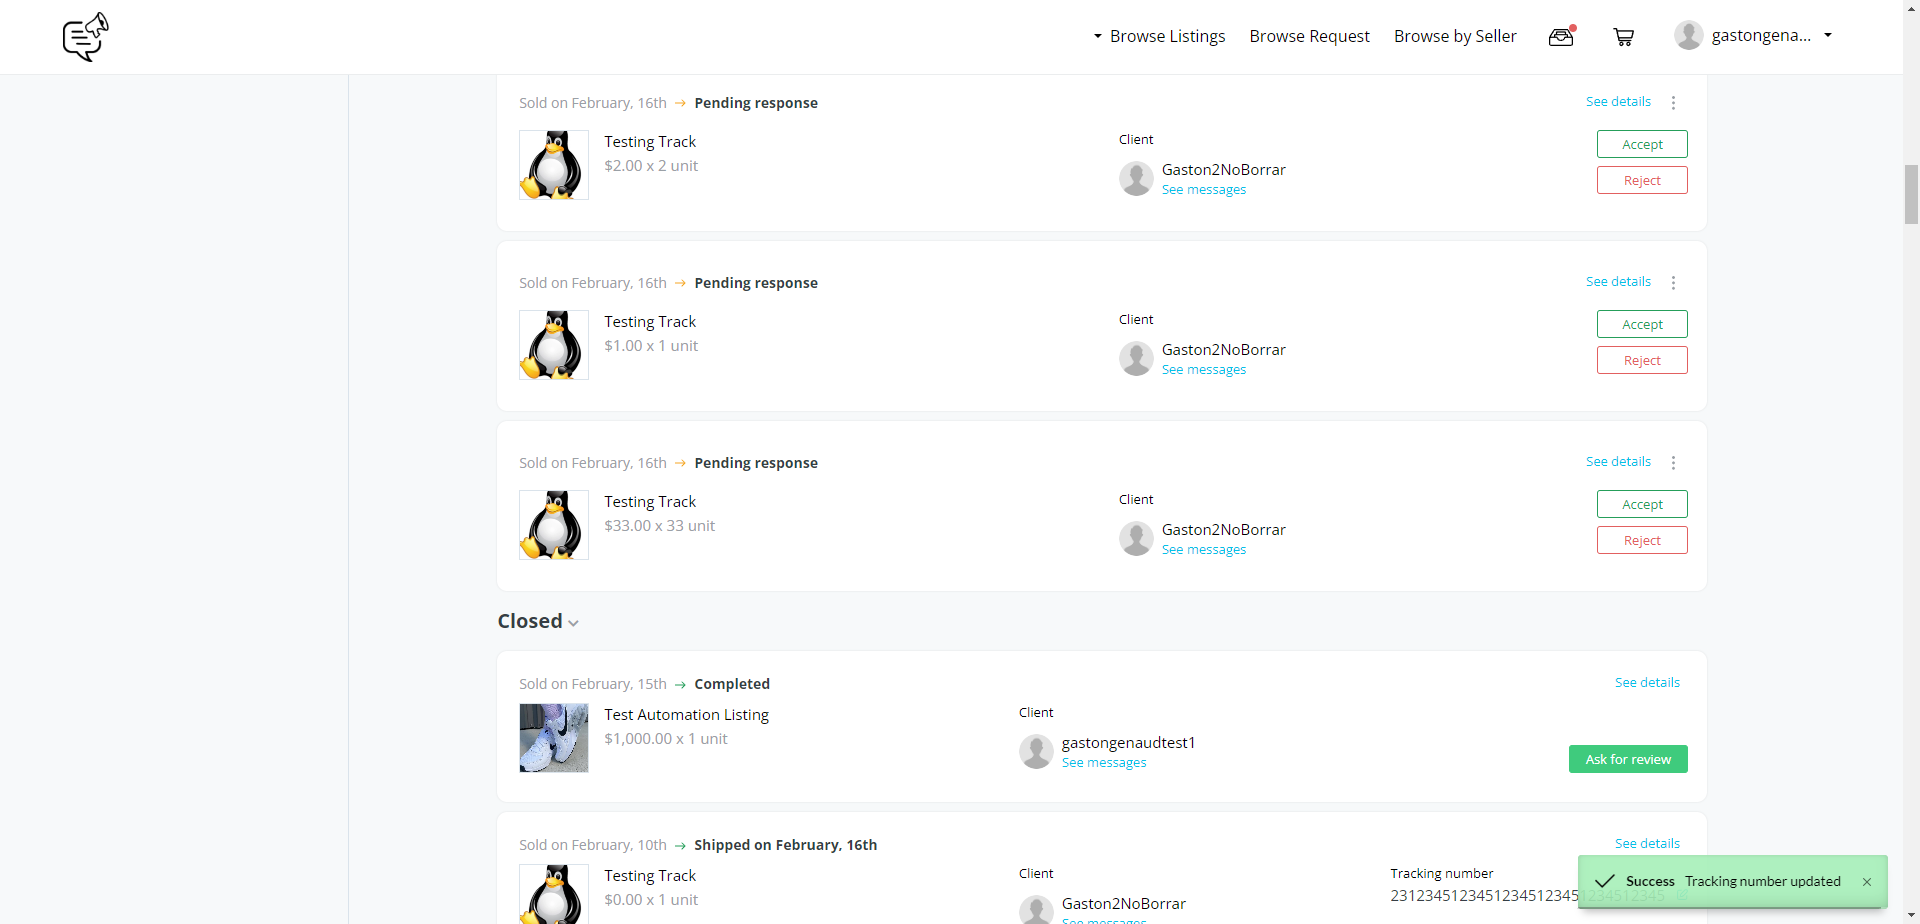 Browse Listings Browse Request Browse by Seller gastongena...
Sold on February, 16th → Pending response See details
Testing Track
$2.00 x 2 unit
Client
Gaston2NoBorrar
See messages
Accept
Reject
Sold on February, 16th → Pending response See details
Testing Track
$1.00 x 1 unit
Client
Gaston2NoBorrar
See messages
Accept
Reject
Sold on February, 16th → Pending response See details
Testing Track
$33.00 x 33 unit
Client
Gaston2NoBorrar
See messages
Accept
Reject
Closed
Sold on February, 15th → Completed See details
Test Automation Listing
$1,000.00 x 1 unit
Client
gastongenaudtest1
See messages
Ask for review
Sold on February, 10th → Shipped on February, 16th See details
Testing Track
$0.00 x 1 unit
Client
Gaston2NoBorrar
See messages
Tracking number
23123451234512345123451234512345
Success Tracking number updated